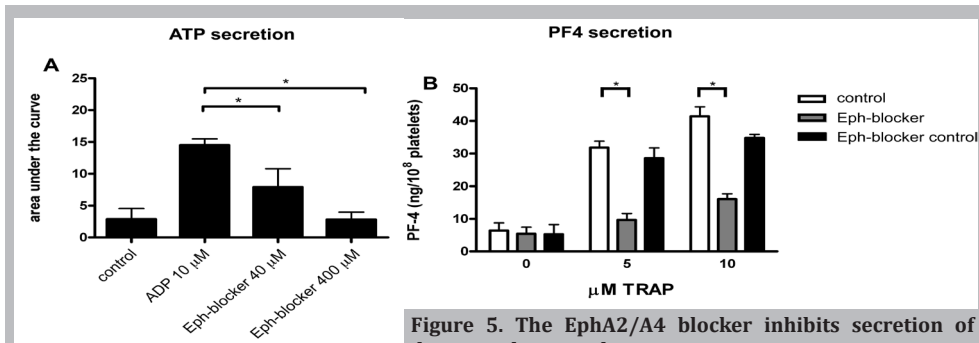 ATP secretion
A
area under the curve
25
20
15
10
5
0
*
*
control
ADP 10 μM
Eph-blocker 40 μM
Eph-blocker 400 μM
PF4 secretion
B
PF-4 (ng/10⁸ platelets)
50
40
30
20
10
0
*
*
0 5 10
μM TRAP
control
Eph-blocker
Eph-blocker control
Figure 5. The EphA2/A4 blocker inhibits secretion of